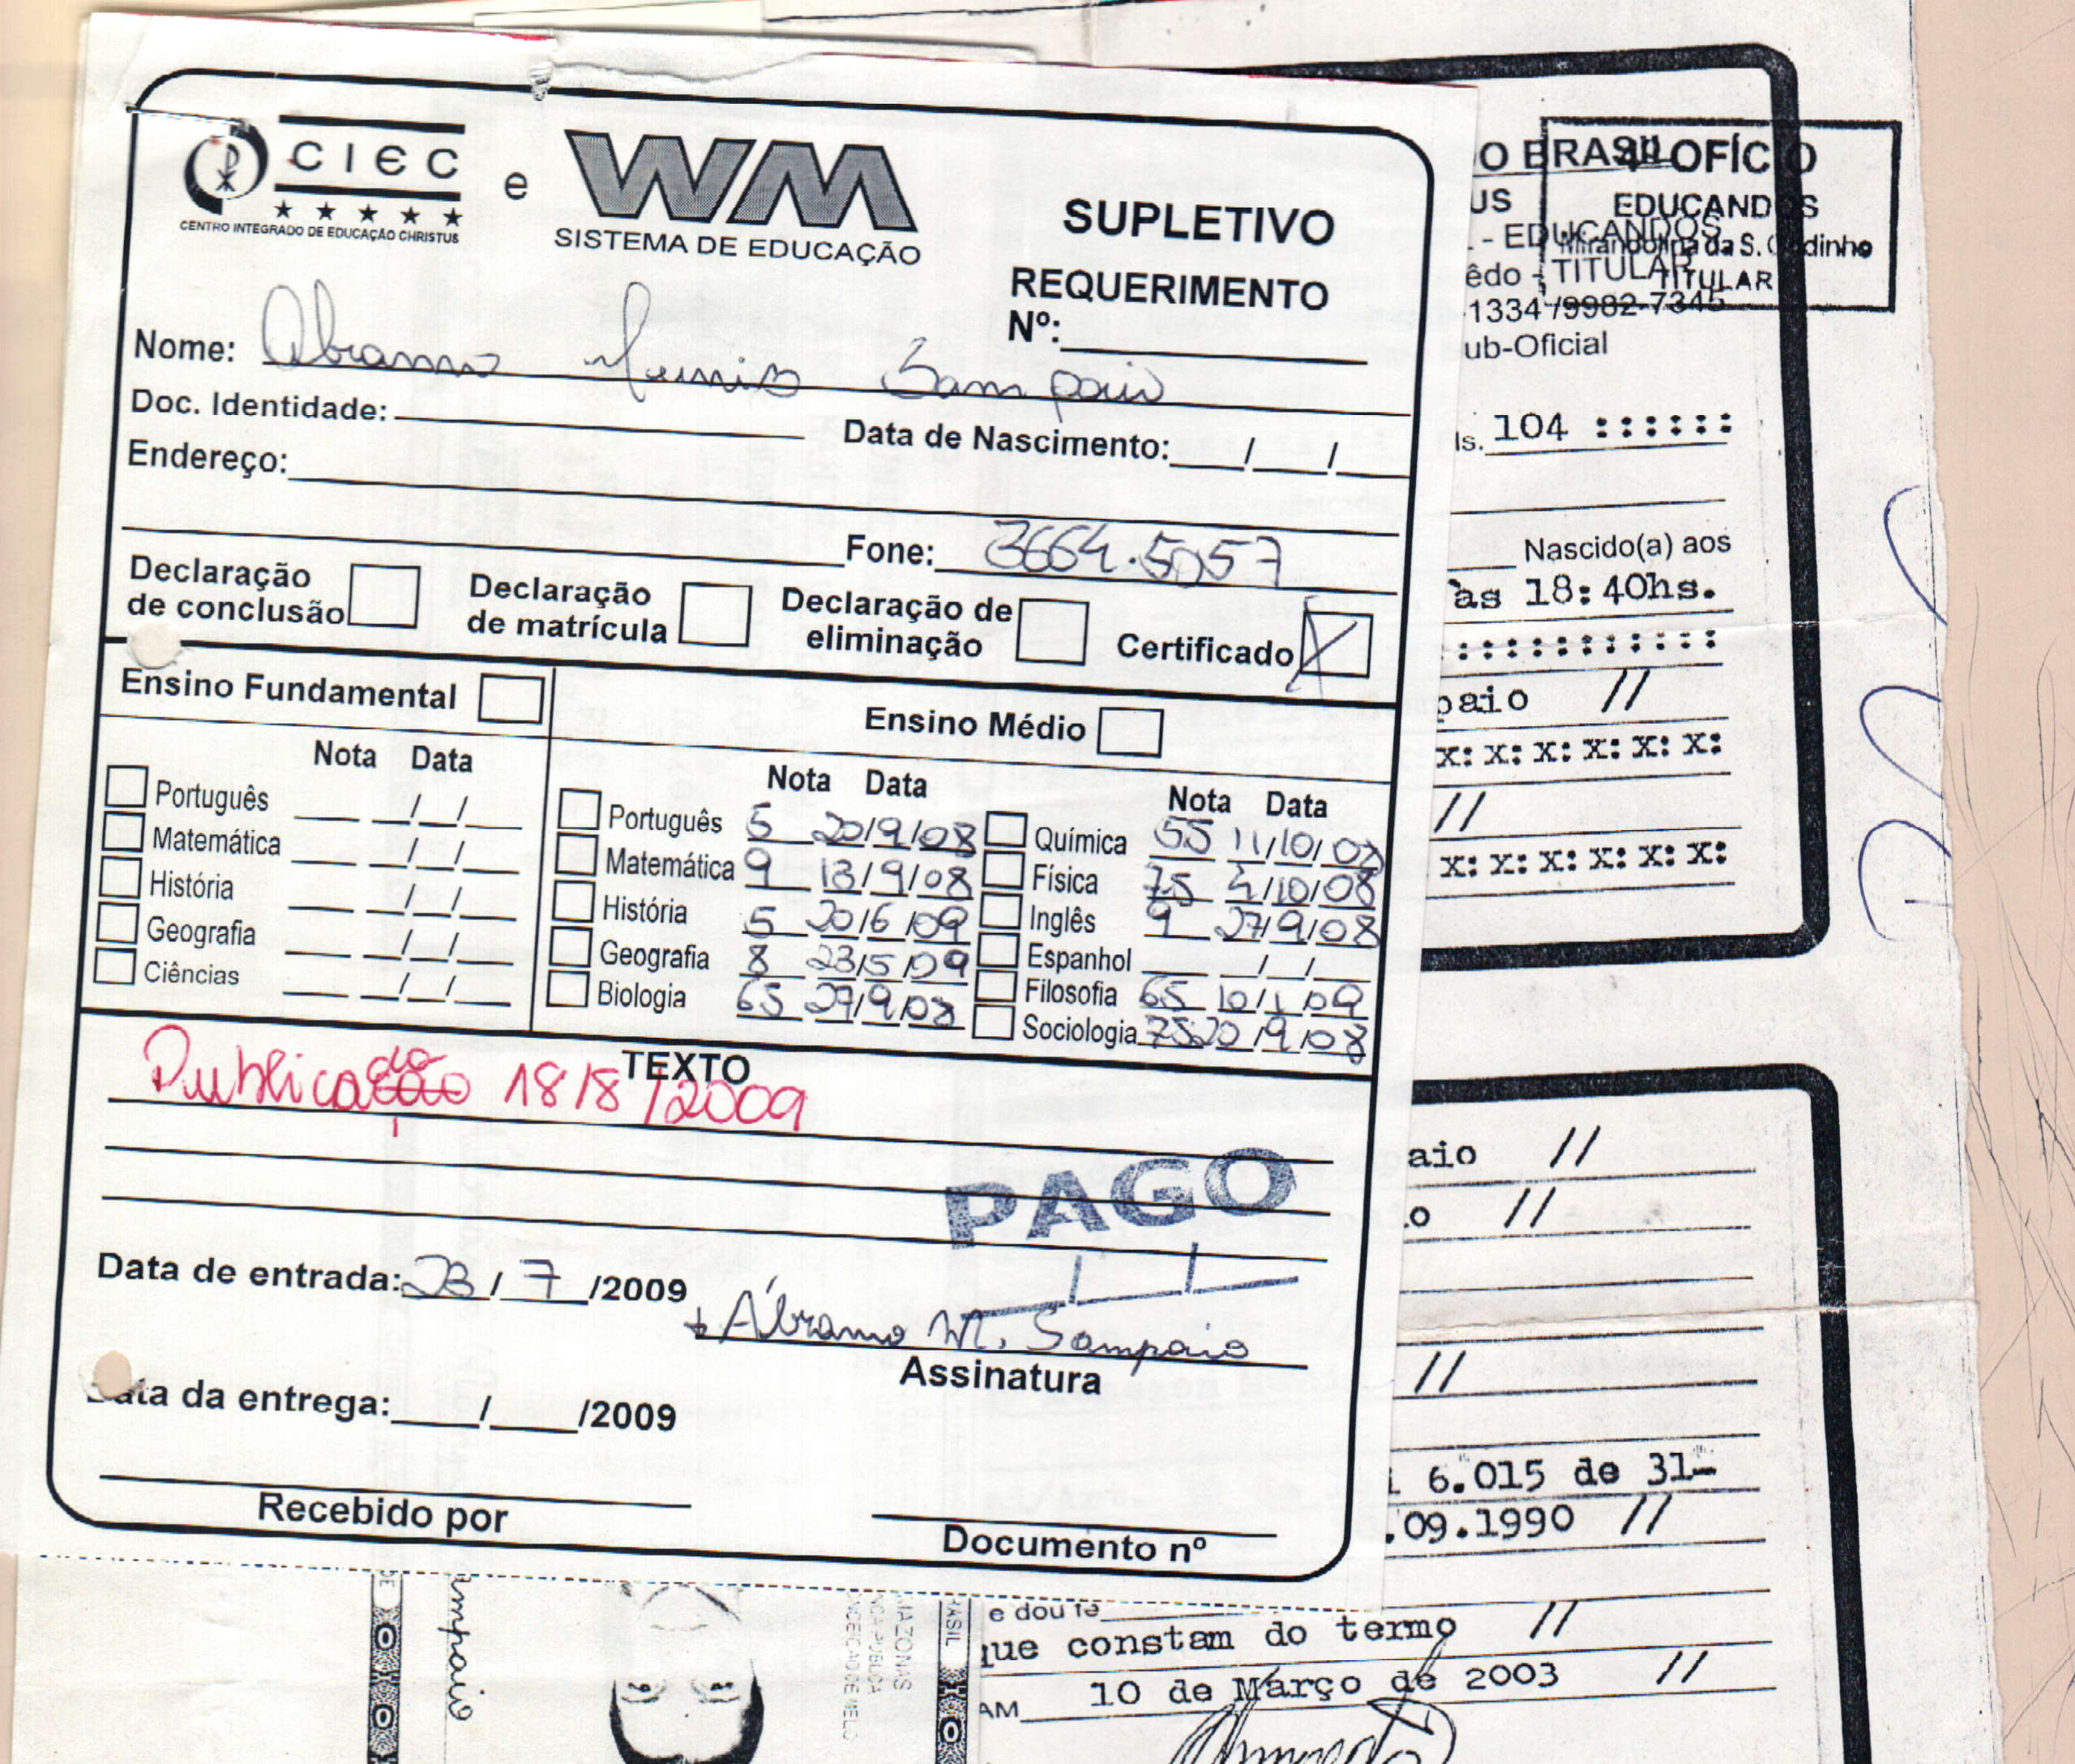 CIEC
CENTRO INTEGRADO DE EDUCAÇÃO CHRISTUS
e
WM
SISTEMA DE EDUCAÇÃO
SUPLETIVO
REQUERIMENTO
Nº:
Nome: Abramo Muniz Sampaio
Doc. Identidade: Data de Nascimento: / /
Endereço:
Fone: 3664.5057
Declaração de conclusão
Declaração de matrícula
Declaração de eliminação
Certificado X
Ensino Fundamental
Ensino Médio
Nota Data
Português / /
Matemática / /
História / /
Geografia / /
Ciências / /
Nota Data
Português 5 20/9/08
Matemática 9 13/9/08
História 5 20/6/09
Geografia 8 23/5/09
Biologia 65 27/9/08
Nota Data
Química 55 11/10/08
Física 75 4/10/08
Inglês 9 27/9/08
Espanhol / /
Filosofia 65 10/1/09
Sociologia 75 20/9/08
TEXTO
Publicado 18/8/2009
PAGO
Data de entrada: 23/7/2009
+ Ábramo M. Sampaio
Assinatura
Data da entrega: / /2009
Recebido por
Documento nº
O BRASIL
4º OFÍCIO
US
EDUCANDOS
- EDUCANDOS
Mirandolina da S. Godinho
êdo - TITULAR
TITULAR
1334 /9982-7345
ub-Oficial
ls. 104 ::::::
Nascido(a) aos
às 18:40hs.
:::::::::::
paio //
x: x: x: x: x: x:
//
x: x: x: x: x: x:
aio //
o //
//
6.015 de 31-
.09.1990 //
e dou fé
que constam do termo //
AM 10 de Março de 2003 //
ampaio